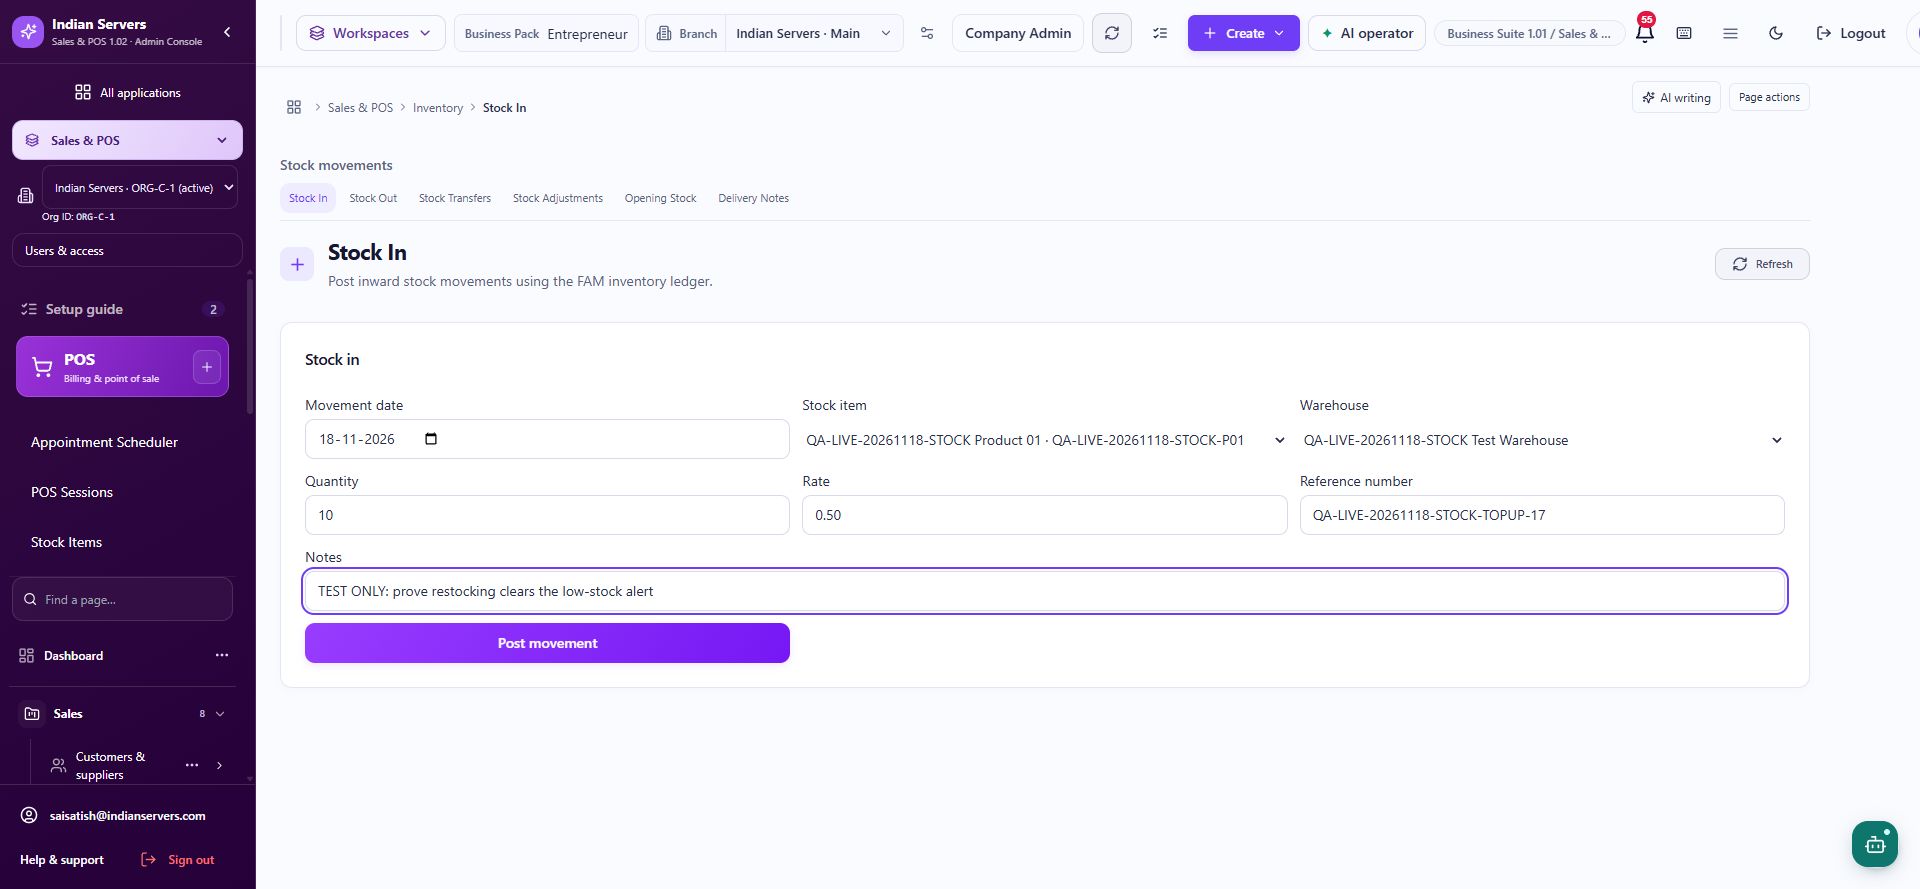 Indian Servers
Sales & POS 1.02 · Admin Console
All applications
Sales & POS
Indian Servers · ORG-C-1 (active)
Org ID: ORG-C-1
Users & access
Setup guide 2
POS
Billing & point of sale
Appointment Scheduler
POS Sessions
Stock Items
Find a page...
Dashboard
Sales 8
Customers &
suppliers
saisatish@indianservers.com
Help & support Sign out
Workspaces Business Pack Entrepreneur Branch Indian Servers · Main Company Admin Create AI operator Business Suite 1.01 / Sales & ... 55 Logout
Sales & POS Inventory Stock In
AI writing Page actions
Stock movements
Stock In Stock Out Stock Transfers Stock Adjustments Opening Stock Delivery Notes
Stock In
Post inward stock movements using the FAM inventory ledger.
Refresh
Stock in
Movement date Stock item Warehouse
18-11-2026 QA-LIVE-20261118-STOCK Product 01 · QA-LIVE-20261118-STOCK-P01 QA-LIVE-20261118-STOCK Test Warehouse
Quantity Rate Reference number
10 0.50 QA-LIVE-20261118-STOCK-TOPUP-17
Notes
TEST ONLY: prove restocking clears the low-stock alert
Post movement